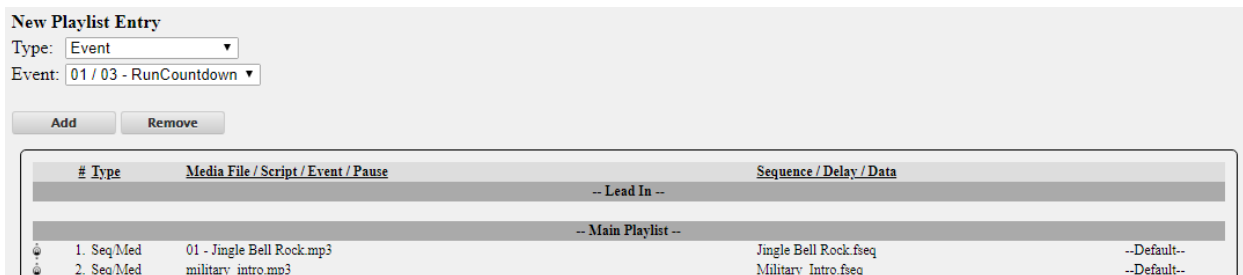 New Playlist Entry
Type: Event
Event: 01 / 03 - RunCountdown
Add Remove
# Type Media File / Script / Event / Pause Sequence / Delay / Data
-- Lead In --
-- Main Playlist --
1. Seq/Med 01 - Jingle Bell Rock.mp3 Jingle Bell Rock.fseq --Default--
2. Seq/Med military_intro.mp3 Military_Intro.fseq --Default--